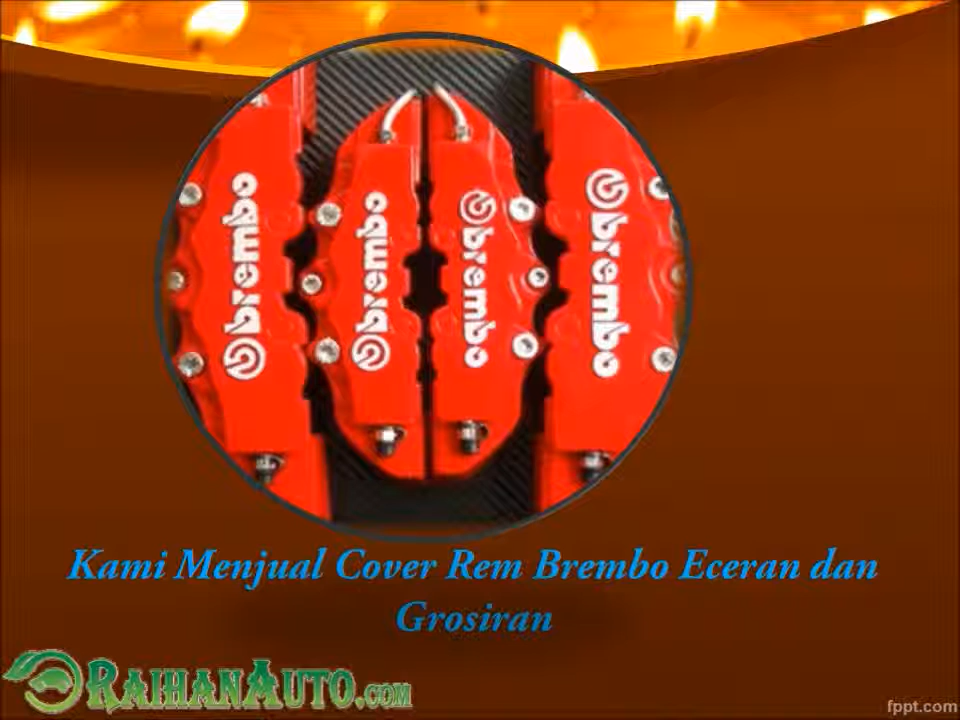 brembo
brembo
brembo
brembo
Kami Menjual Cover Rem Brembo Eceran dan
Grosiran
RAIHANAUTO.COM
fppt.com